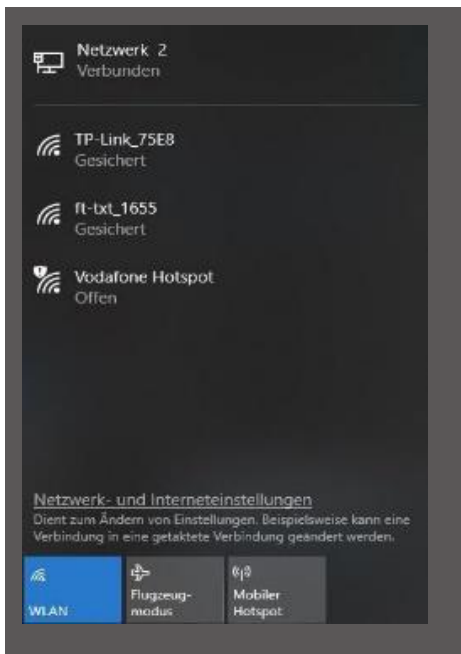 Netzwerk 2
Verbunden
TP-Link_75E8
Gesichert
ft-txt_1655
Gesichert
Vodafone Hotspot
Offen
Netzwerk- und Interneteinstellungen
Dient zum Ändern von Einstellungen. Beispielsweise kann eine
Verbindung in eine getaktete Verbindung geändert werden.
WLAN
Flugzeug-
modus
Mobiler
Hotspot